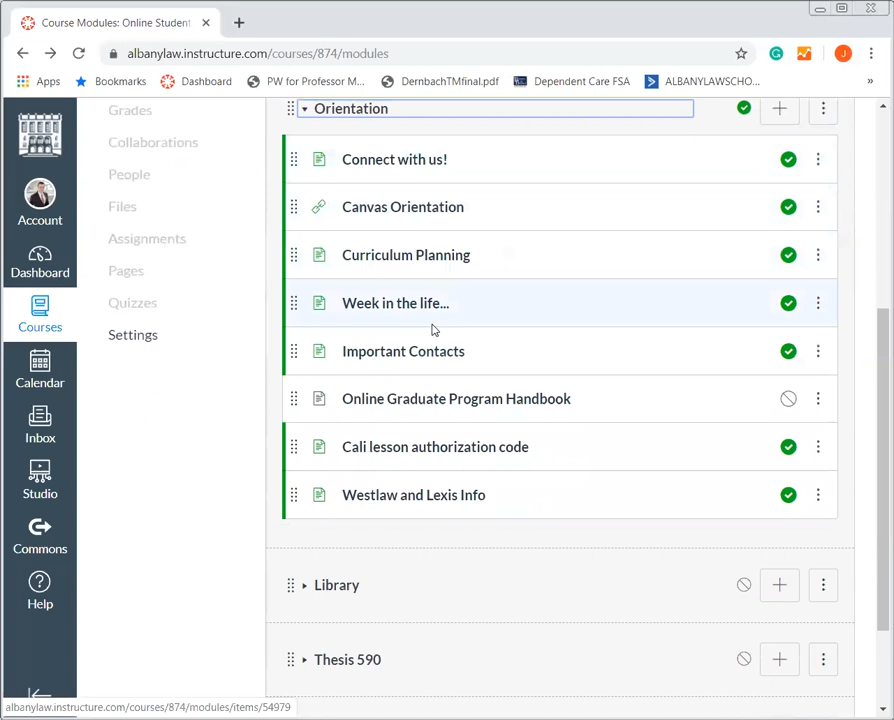 Course Modules: Online Student
albanylaw.instructure.com/courses/874/modules
J
Apps
Bookmarks
Dashboard
PW for Professor M...
DernbachTMfinal.pdf
Dependent Care FSA
ALBANYLAWSCHO...
»
Account
Dashboard
Courses
Calendar
Inbox
Studio
Commons
Help
Grades
Collaborations
People
Files
Assignments
Pages
Quizzes
Settings
Orientation
Connect with us!
Canvas Orientation
Curriculum Planning
Week in the life...
Important Contacts
Online Graduate Program Handbook
Cali lesson authorization code
Westlaw and Lexis Info
Library
Thesis 590
albanylaw.instructure.com/courses/874/modules/items/54979